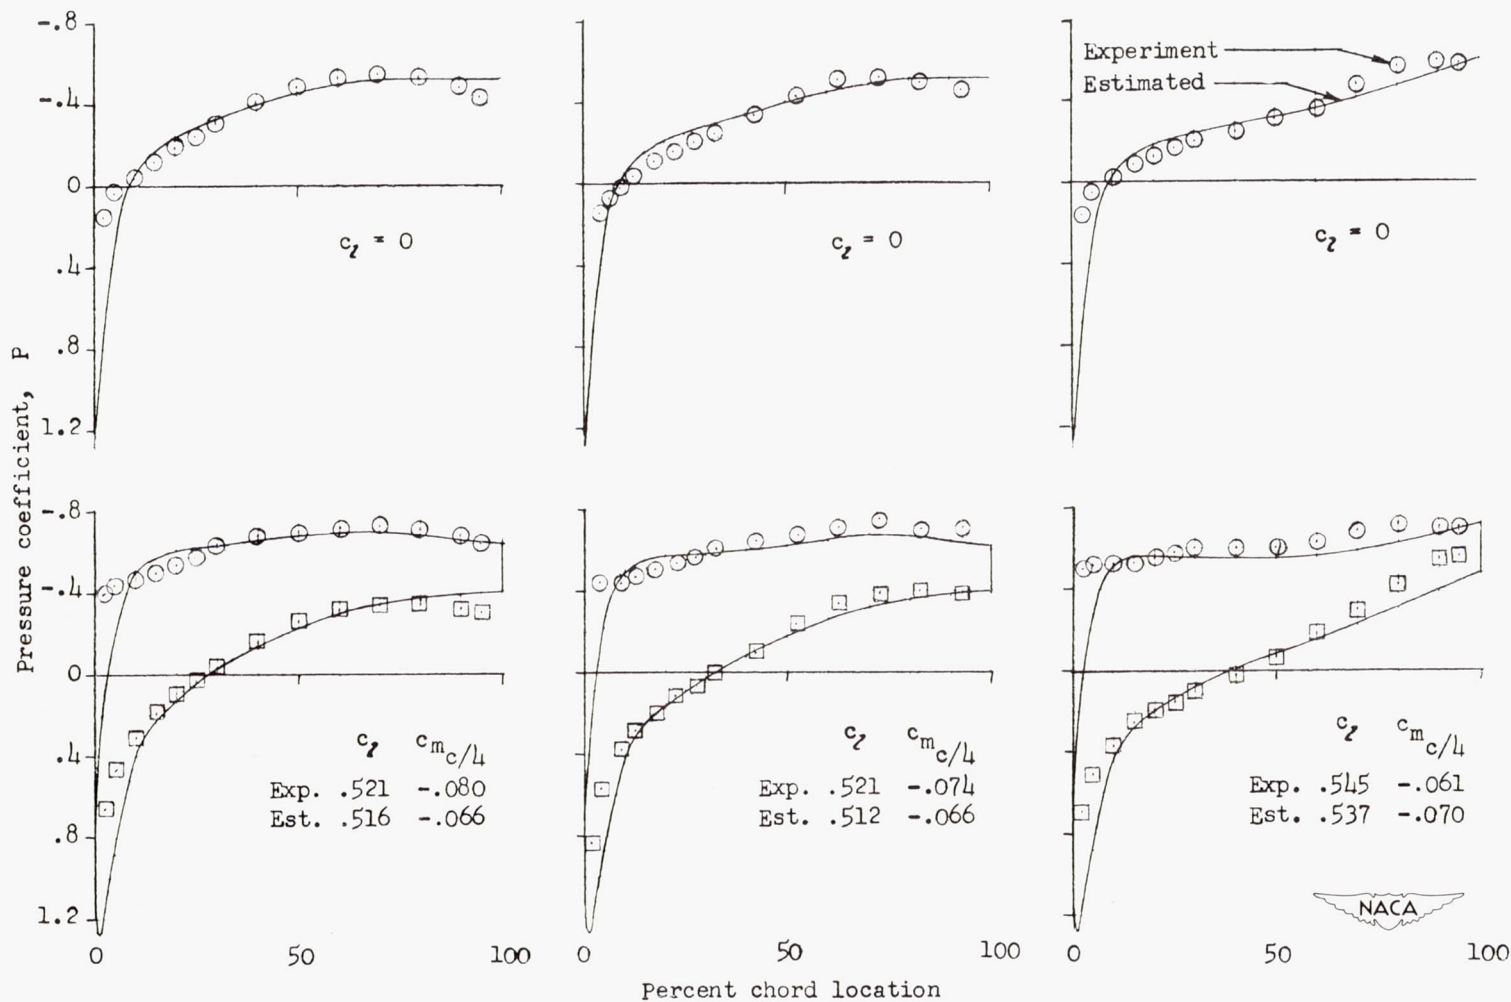 -.8
-.4
0
.4
.8
1.2
Experiment
Estimated
c_l = 0
c_l = 0
c_l = 0
Pressure coefficient, P
-.8
-.4
0
.4
.8
1.2
c_l c_m c/4
Exp. .521 -.080
Est. .516 -.066
c_l c_m c/4
Exp. .521 -.074
Est. .512 -.066
c_l c_m c/4
Exp. .545 -.061
Est. .537 -.070
NACA
0 50 100
0 50 100
0 50 100
Percent chord location